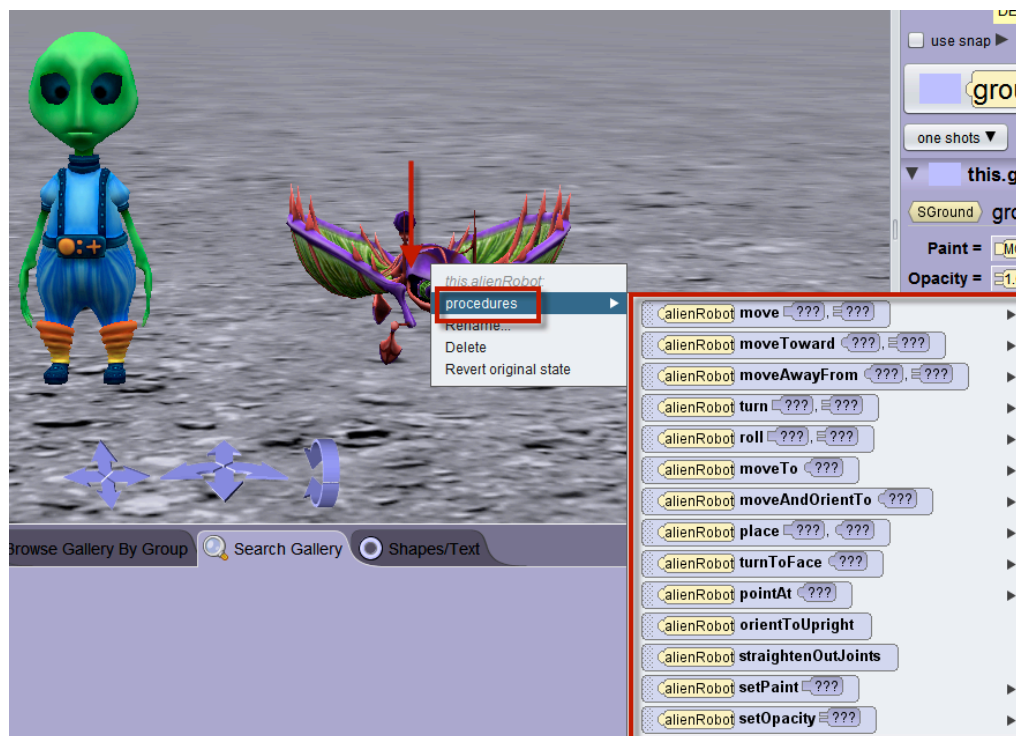 use snap
one shots
this.g
SGround
Paint =
Opacity =
this.alienRobot:
procedures
Rename...
Delete
Revert original state
alienRobot move ???, ???
alienRobot moveToward ???, ???
alienRobot moveAwayFrom ???, ???
alienRobot turn ???, ???
alienRobot roll ???, ???
alienRobot moveTo ???
alienRobot moveAndOrientTo ???
alienRobot place ???, ???
alienRobot turnToFace ???
alienRobot pointAt ???
alienRobot orientToUpright
alienRobot straightenOutJoints
alienRobot setPaint ???
alienRobot setOpacity ???
Browse Gallery By Group
Search Gallery
Shapes/Text